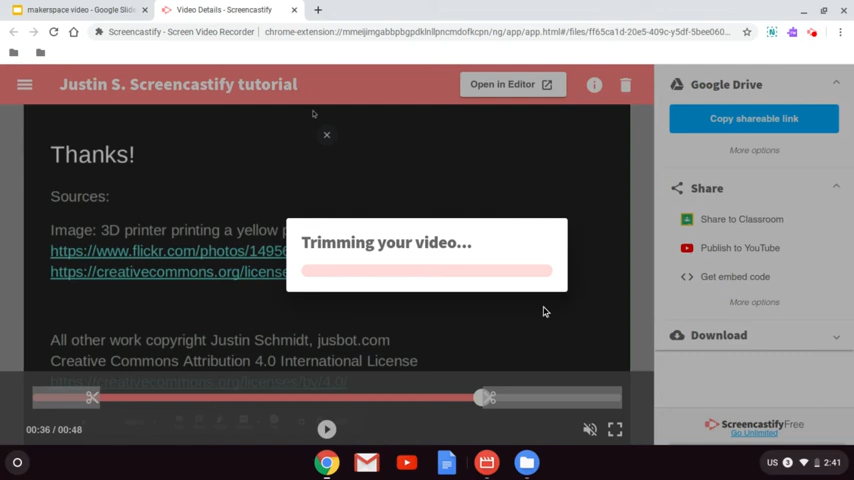 makerspace video - Google Slide
Video Details - Screencastify
Screencastify - Screen Video Recorder
chrome-extension://mmeijimgabbpbgpdklnllpncmdofkcpn/ng/app/app.html#/files/ff65ca1d-20e5-409c-y5df-5bee060...
Justin S. Screencastify tutorial
Open in Editor
Thanks!
Sources:
Image: 3D printer printing a yellow
https://www.flickr.com/photos/14956
https://creativecommons.org/license
Trimming your video...
All other work copyright Justin Schmidt, jusbot.com
Creative Commons Attribution 4.0 International License
https://creativecommons.org/licenses/by/4.0/
00:36 / 00:48
Google Drive
Copy shareable link
More options
Share
Share to Classroom
Publish to YouTube
Get embed code
More options
Download
ScreencastifyFree
Go Unlimited
US 3 2:41